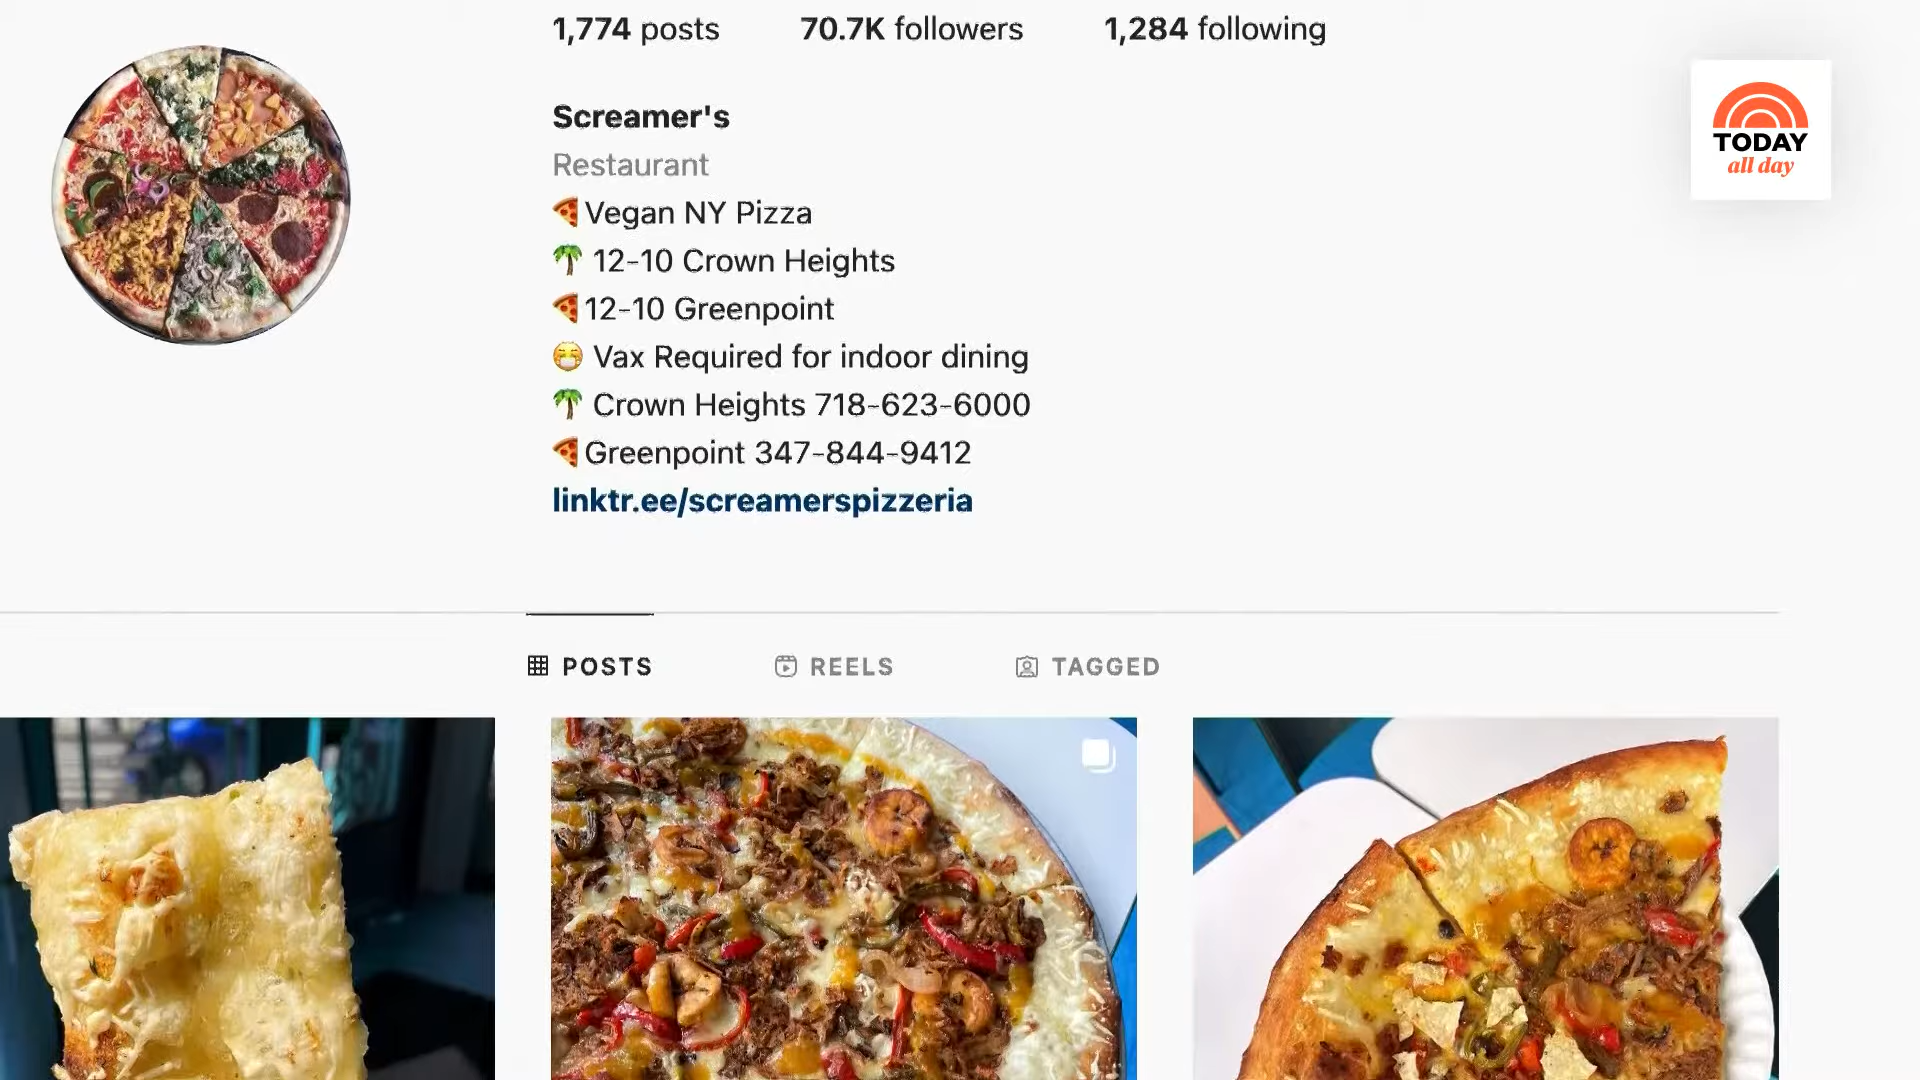 1,774 posts 70.7K followers 1,284 following
Screamer's
Restaurant
🍕Vegan NY Pizza
🌴 12-10 Crown Heights
🍕12-10 Greenpoint
😷 Vax Required for indoor dining
🌴 Crown Heights 718-623-6000
🍕Greenpoint 347-844-9412
linktr.ee/screamerspizzeria
POSTS REELS TAGGED
TODAY
all day